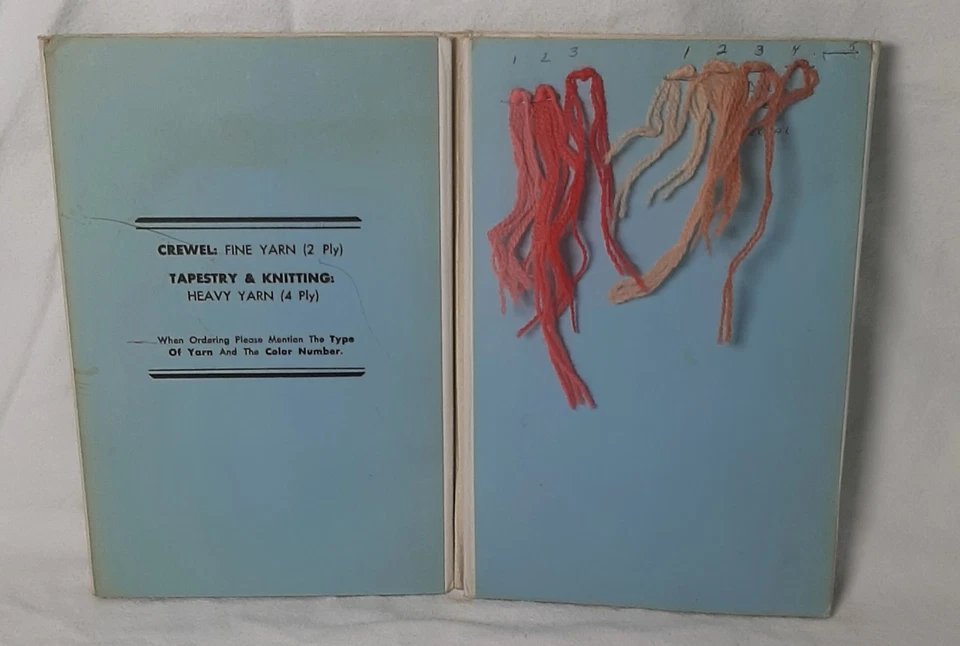 CREWEL: FINE YARN (2 Ply)
TAPESTRY & KNITTING:
HEAVY YARN (4 Ply)
When Ordering Please Mention The Type
Of Yarn And The Color Number.
1 2 3 1 2 3 4 5